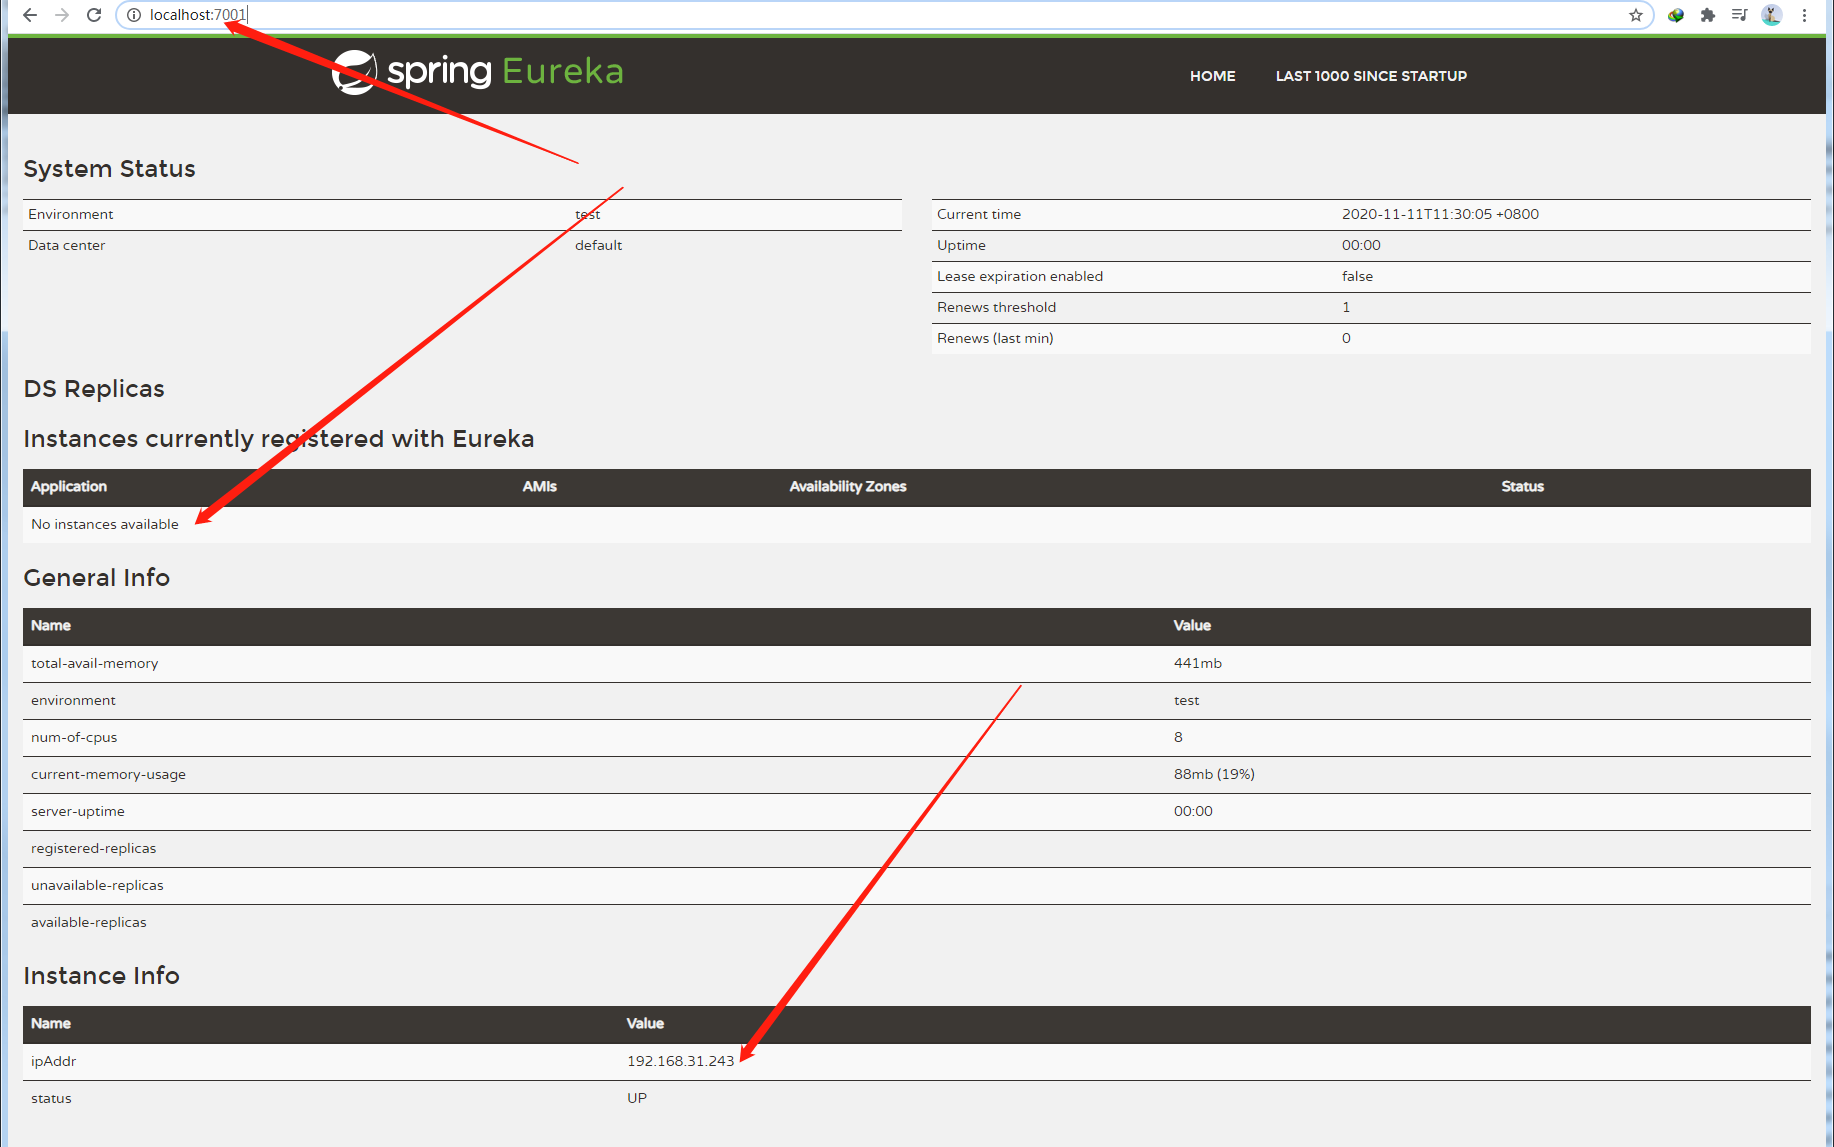 localhost:7001
spring Eureka
HOME LAST 1000 SINCE STARTUP
System Status
Environment test
Data center default
Current time 2020-11-11T11:30:05 +0800
Uptime 00:00
Lease expiration enabled false
Renews threshold 1
Renews (last min) 0
DS Replicas
Instances currently registered with Eureka
Application AMIs Availability Zones Status
No instances available
General Info
Name Value
total-avail-memory 441mb
environment test
num-of-cpus 8
current-memory-usage 88mb (19%)
server-uptime 00:00
registered-replicas
unavailable-replicas
available-replicas
Instance Info
Name Value
ipAddr 192.168.31.243
status UP